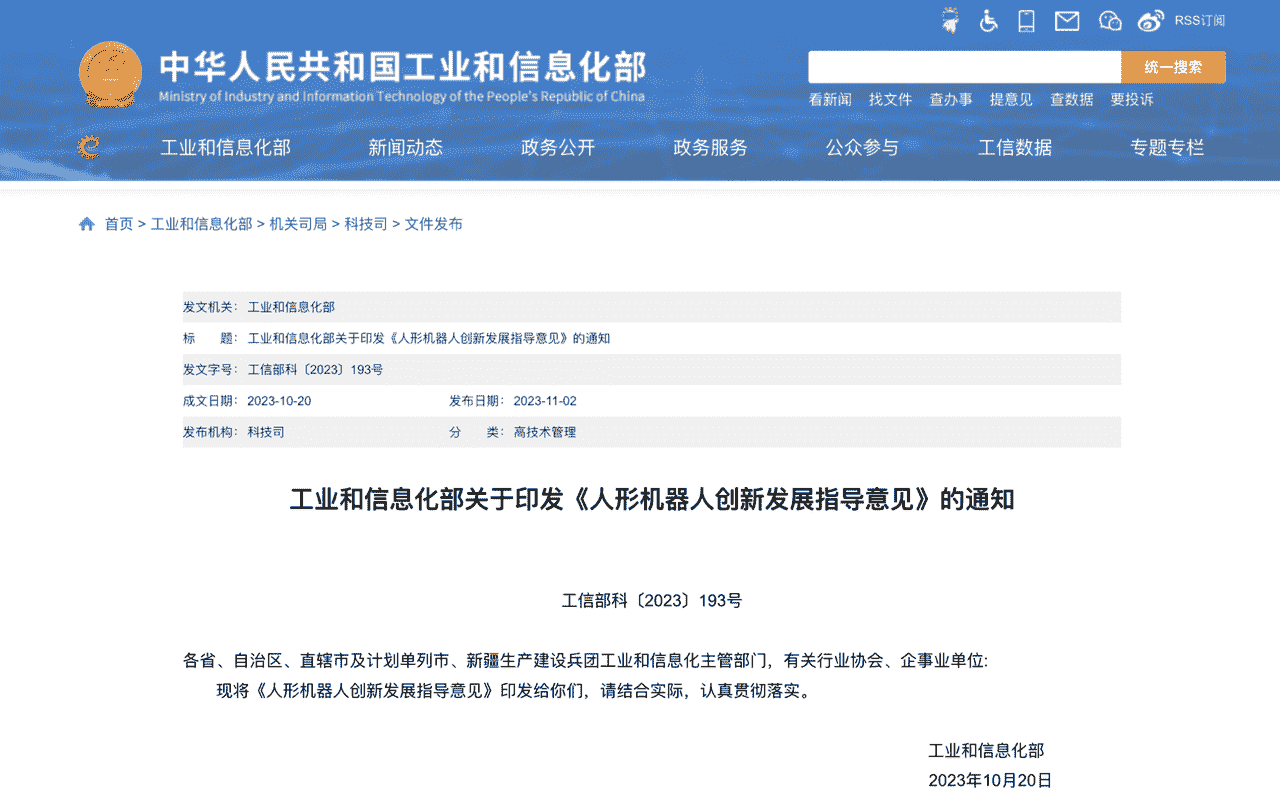 RSS订阅
中华人民共和国工业和信息化部
Ministry of Industry and Information Technology of the People's Republic of China
统一搜索
看新闻 找文件 查办事 提意见 查数据 要投诉
工业和信息化部 新闻动态 政务公开 政务服务 公众参与 工信数据 专题专栏
首页 > 工业和信息化部 > 机关司局 > 科技司 > 文件发布
发文机关: 工业和信息化部
标 题: 工业和信息化部关于印发《人形机器人创新发展指导意见》的通知
发文字号: 工信部科〔2023〕193号
成文日期: 2023-10-20 发布日期: 2023-11-02
发布机构: 科技司 分 类: 高技术管理
工业和信息化部关于印发《人形机器人创新发展指导意见》的通知
工信部科〔2023〕193号
各省、自治区、直辖市及计划单列市、新疆生产建设兵团工业和信息化主管部门，有关行业协会、企事业单位:
现将《人形机器人创新发展指导意见》印发给你们，请结合实际，认真贯彻落实。
工业和信息化部
2023年10月20日